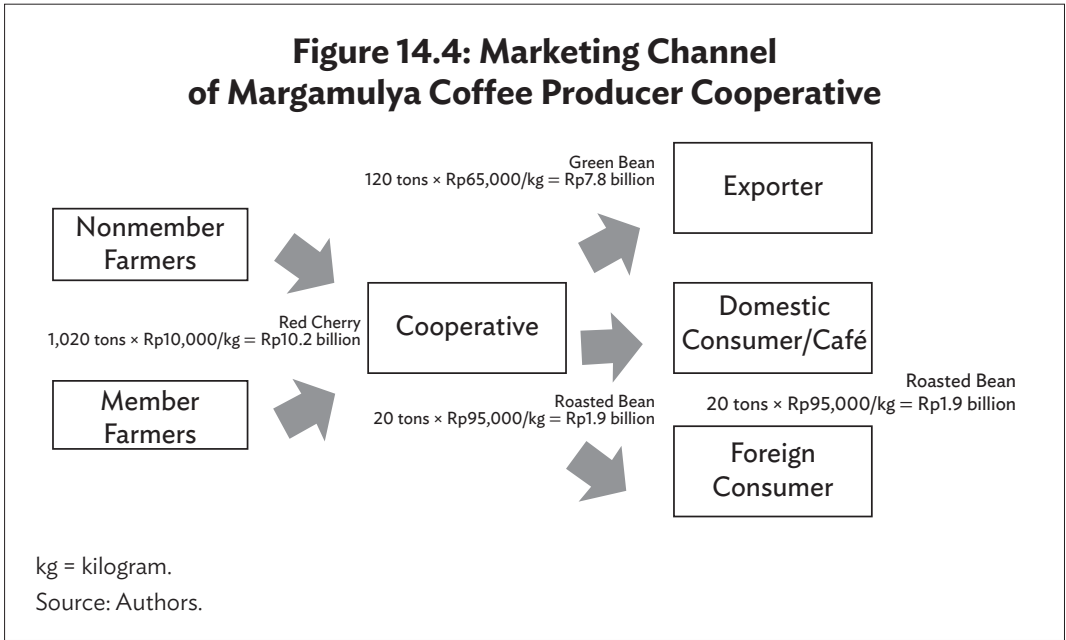 Figure 14.4: Marketing Channel
of Margamulya Coffee Producer Cooperative
Nonmember
Farmers
Red Cherry
1,020 tons × Rp10,000/kg = Rp10.2 billion
Member
Farmers
Cooperative
Green Bean
120 tons × Rp65,000/kg = Rp7.8 billion
Exporter
Domestic
Consumer/Café
Roasted Bean
20 tons × Rp95,000/kg = Rp1.9 billion
Roasted Bean
20 tons × Rp95,000/kg = Rp1.9 billion
Foreign
Consumer
kg = kilogram.
Source: Authors.